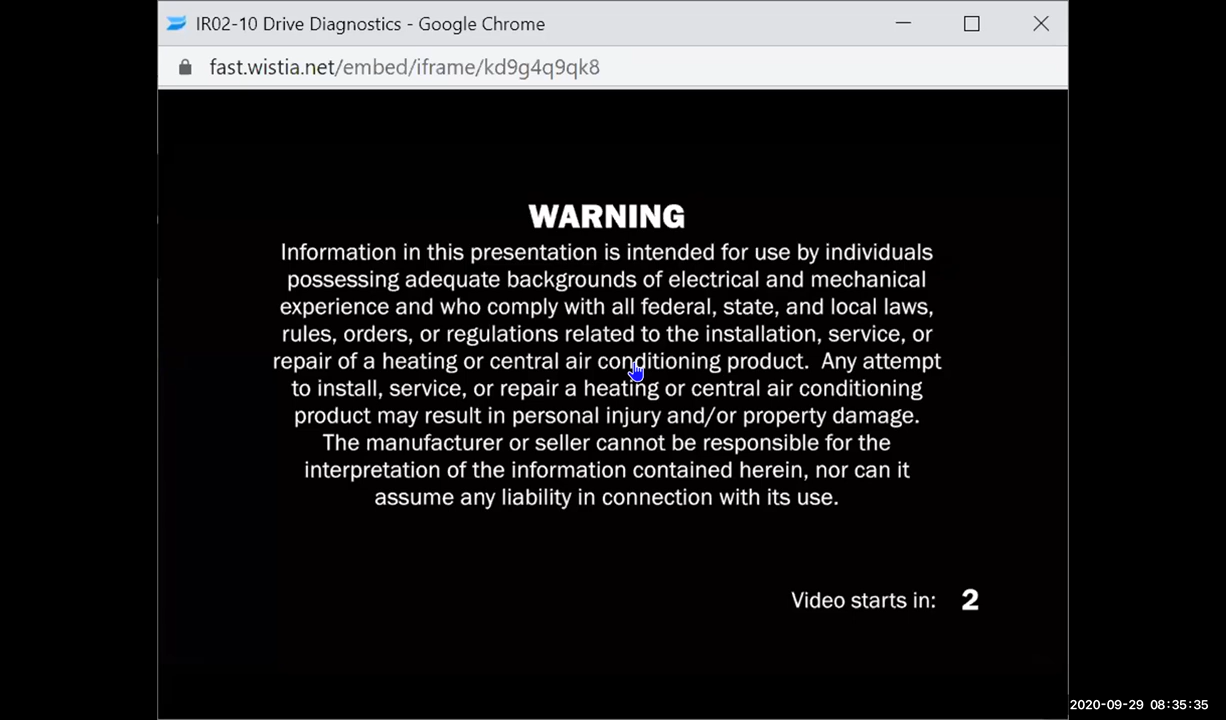 IR02-10 Drive Diagnostics - Google Chrome
fast.wistia.net/embed/iframe/kd9g4q9qk8
WARNING
Information in this presentation is intended for use by individuals
possessing adequate backgrounds of electrical and mechanical
experience and who comply with all federal, state, and local laws,
rules, orders, or regulations related to the installation, service, or
repair of a heating or central air conditioning product.  Any attempt
to install, service, or repair a heating or central air conditioning
product may result in personal injury and/or property damage.
The manufacturer or seller cannot be responsible for the
interpretation of the information contained herein, nor can it
assume any liability in connection with its use.
Video starts in: 2
2020-09-29 08:35:35